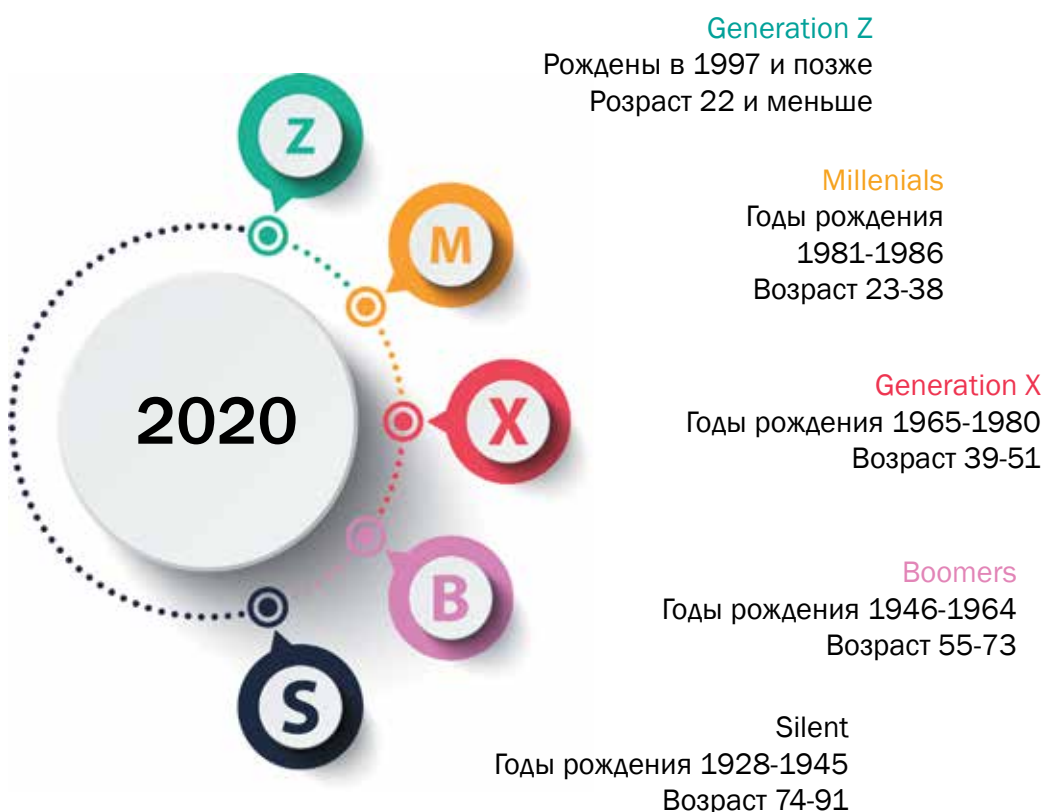 Generation Z
Рождены в 1997 и позже
Розраст 22 и меньше
Z
Millenials
Годы рождения
1981-1986
Возраст 23-38
M
2020
Generation X
Годы рождения 1965-1980
Возраст 39-51
X
Boomers
Годы рождения 1946-1964
Возраст 55-73
B
Silent
Годы рождения 1928-1945
Возраст 74-91
S